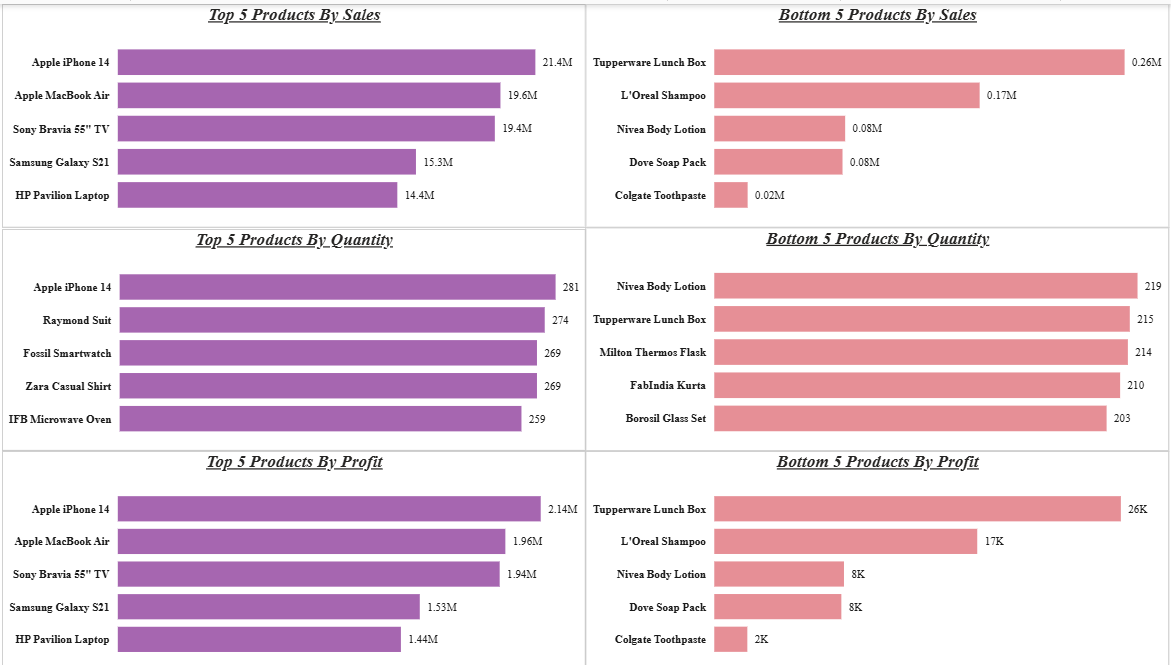 Top 5 Products By Sales
Apple iPhone 14 21.4M
Apple MacBook Air 19.6M
Sony Bravia 55" TV 19.4M
Samsung Galaxy S21 15.3M
HP Pavilion Laptop 14.4M
Bottom 5 Products By Sales
Tupperware Lunch Box 0.26M
L'Oreal Shampoo 0.17M
Nivea Body Lotion 0.08M
Dove Soap Pack 0.08M
Colgate Toothpaste 0.02M
Top 5 Products By Quantity
Apple iPhone 14 281
Raymond Suit 274
Fossil Smartwatch 269
Zara Casual Shirt 269
IFB Microwave Oven 259
Bottom 5 Products By Quantity
Nivea Body Lotion 219
Tupperware Lunch Box 215
Milton Thermos Flask 214
FabIndia Kurta 210
Borosil Glass Set 203
Top 5 Products By Profit
Apple iPhone 14 2.14M
Apple MacBook Air 1.96M
Sony Bravia 55" TV 1.94M
Samsung Galaxy S21 1.53M
HP Pavilion Laptop 1.44M
Bottom 5 Products By Profit
Tupperware Lunch Box 26K
L'Oreal Shampoo 17K
Nivea Body Lotion 8K
Dove Soap Pack 8K
Colgate Toothpaste 2K